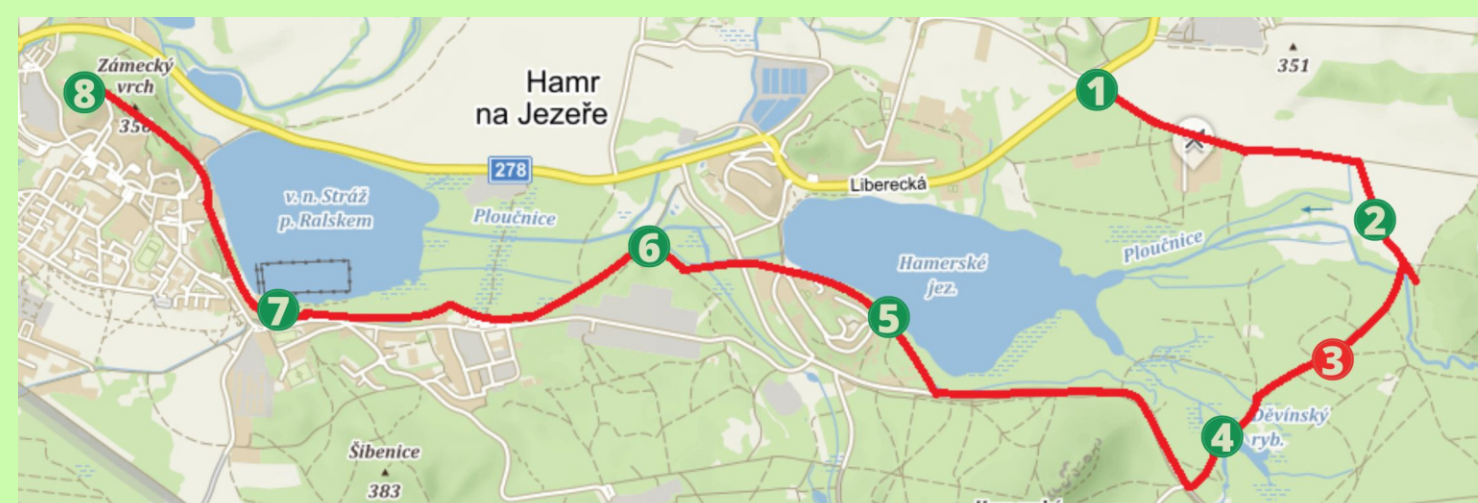 Zámecký
vrch
8
Hamr
na Jezeře
1
351
278
Liberecká
v. n. Stráž
p. Ralskem
Ploučnice
6
2
Ploučnice
Hamerské
jez.
7
5
3
Děvínský
ryb.
4
Šibenice
383